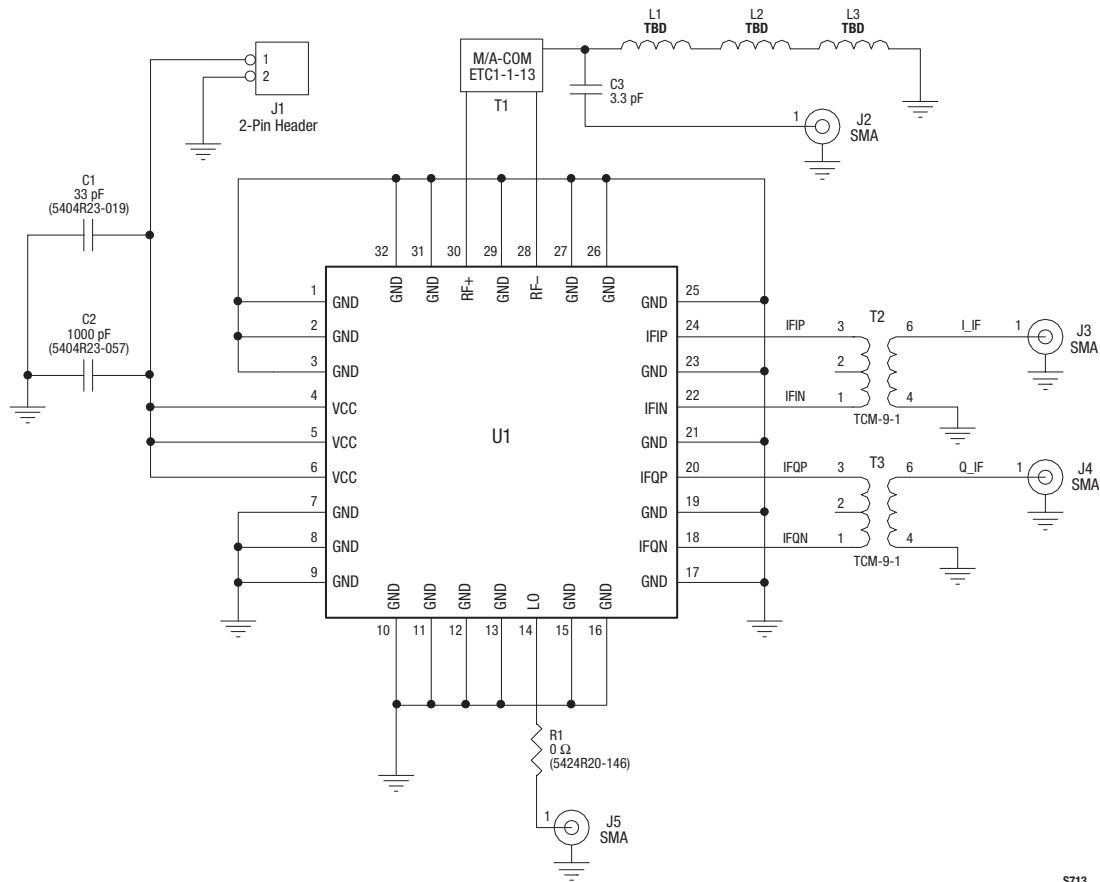 L1
TBD
L2
TBD
L3
TBD
1
2
J1
2-Pin Header
M/A-COM
ETC1-1-13
T1
C3
3.3 pF
1
J2
SMA
C1
33 pF
(5404R23-019)
C2
1000 pF
(5404R23-057)
32
31
30
29
28
27
26
GND
GND
RF+
GND
RF–
GND
GND
1
GND
2
GND
3
GND
4
VCC
5
VCC
6
VCC
7
GND
8
GND
9
GND
U1
GND
25
IFIP
24
GND
23
IFIN
22
GND
21
IFQP
20
GND
19
IFQN
18
GND
17
IFIP
IFIN
3
2
1
T2
6
4
TCM-9-1
I_IF
1
J3
SMA
IFQP
IFQN
3
2
1
T3
6
4
TCM-9-1
Q_IF
1
J4
SMA
GND
GND
GND
GND
LO
GND
GND
10
11
12
13
14
15
16
R1
0 Ω
(5424R20-146)
1
J5
SMA
S713